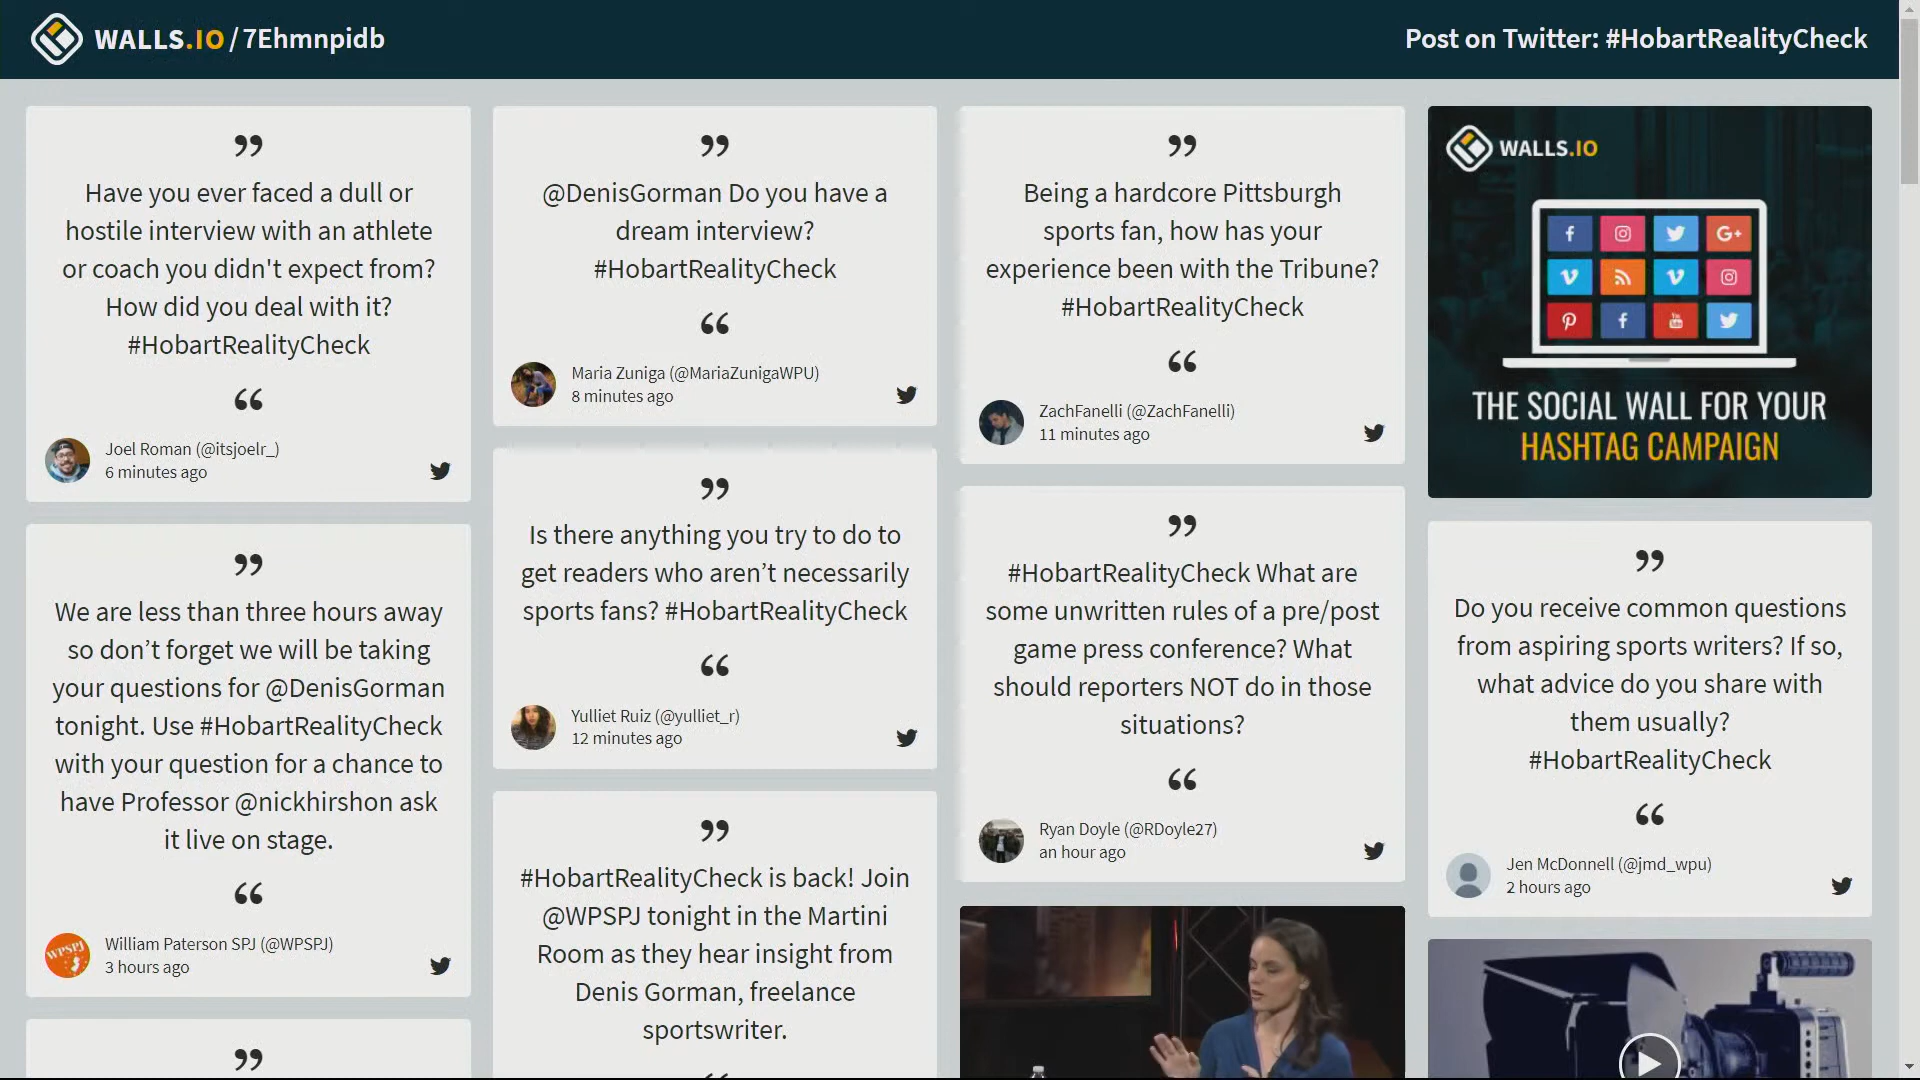 WALLS.IO / 7Ehmnpidb
Post on Twitter: #HobartRealityCheck
”
Have you ever faced a dull or
hostile interview with an athlete
or coach you didn't expect from?
How did you deal with it?
#HobartRealityCheck
“
Joel Roman (@itsjoelr_)
6 minutes ago
”
We are less than three hours away
so don’t forget we will be taking
your questions for @DenisGorman
tonight. Use #HobartRealityCheck
with your question for a chance to
have Professor @nickhirshon ask
it live on stage.
“
WPSPJ
William Paterson SPJ (@WPSPJ)
3 hours ago
”
”
@DenisGorman Do you have a
dream interview?
#HobartRealityCheck
“
Maria Zuniga (@MariaZunigaWPU)
8 minutes ago
”
Is there anything you try to do to
get readers who aren’t necessarily
sports fans? #HobartRealityCheck
“
Yulliet Ruiz (@yulliet_r)
12 minutes ago
”
#HobartRealityCheck is back! Join
@WPSPJ tonight in the Martini
Room as they hear insight from
Denis Gorman, freelance
sportswriter.
”
Being a hardcore Pittsburgh
sports fan, how has your
experience been with the Tribune?
#HobartRealityCheck
“
ZachFanelli (@ZachFanelli)
11 minutes ago
”
#HobartRealityCheck What are
some unwritten rules of a pre/post
game press conference? What
should reporters NOT do in those
situations?
“
Ryan Doyle (@RDoyle27)
an hour ago
WALLS.IO
G+
You Tube
THE SOCIAL WALL FOR YOUR
HASHTAG CAMPAIGN
”
Do you receive common questions
from aspiring sports writers? If so,
what advice do you share with
them usually?
#HobartRealityCheck
“
Jen McDonnell (@jmd_wpu)
2 hours ago